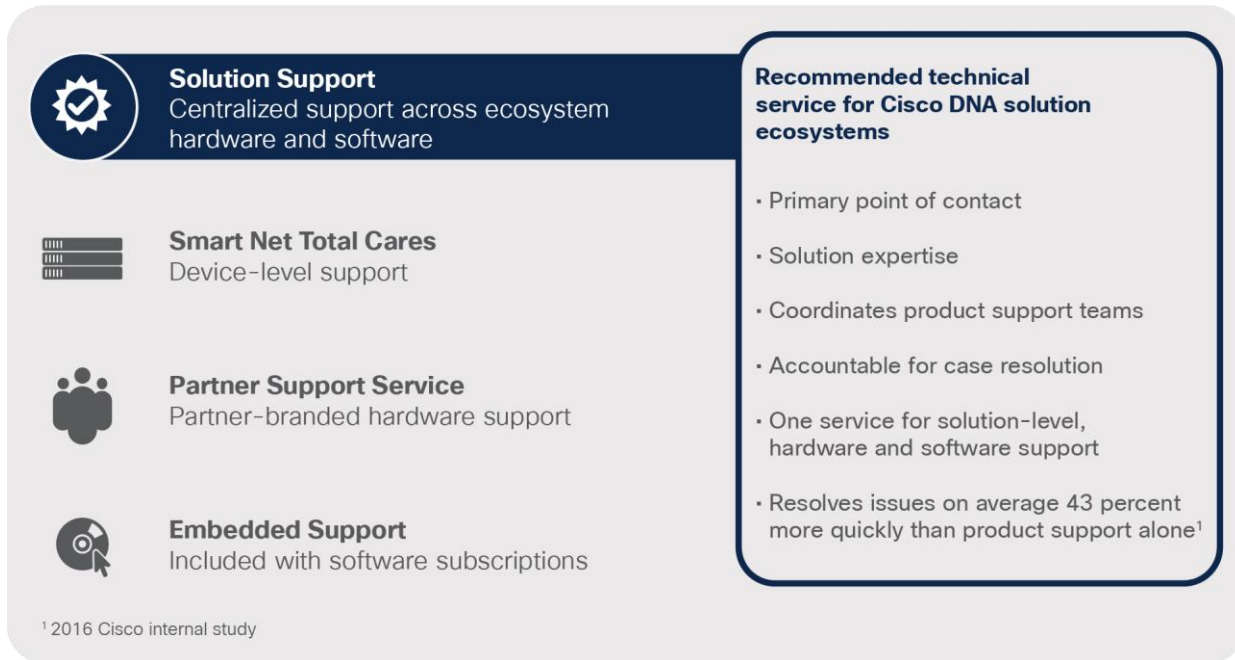 Solution Support
Centralized support across ecosystem
hardware and software
Smart Net Total Cares
Device-level support
Partner Support Service
Partner-branded hardware support
Embedded Support
Included with software subscriptions
Recommended technical
service for Cisco DNA solution
ecosystems
· Primary point of contact
· Solution expertise
· Coordinates product support teams
· Accountable for case resolution
· One service for solution-level,
hardware and software support
· Resolves issues on average 43 percent
more quickly than product support alone¹
¹ 2016 Cisco internal study